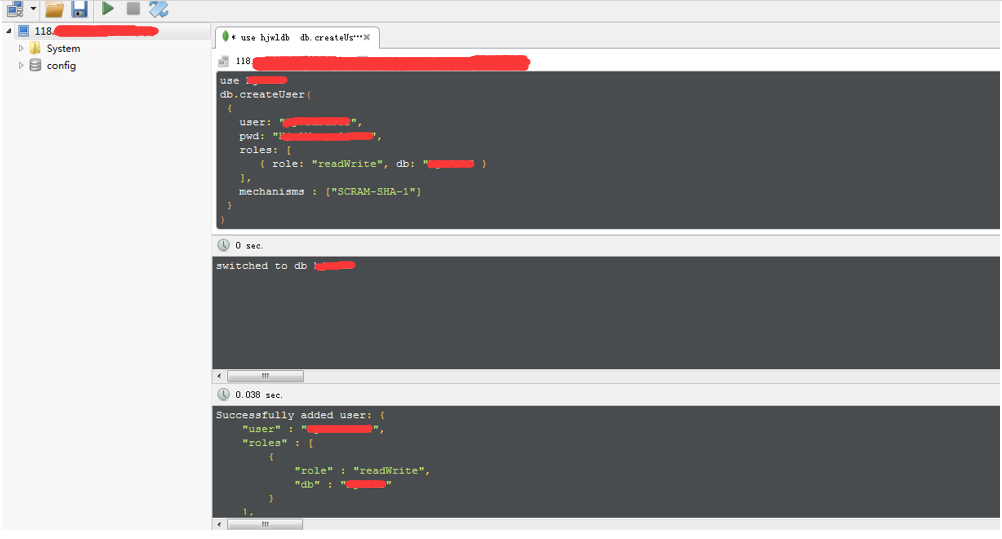 118.
System
config
* use hjwldb db.createUs…
118.
use
db.createUser(
{
user: "
",
pwd: "
",
roles: [
{ role: "readWrite", db: "
" }
],
mechanisms : ["SCRAM-SHA-1"]
}
)
0 sec.
switched to db
0.038 sec.
Successfully added user: {
"user" : "
",
"roles" : [
{
"role" : "readWrite",
"db" : "
"
}
],